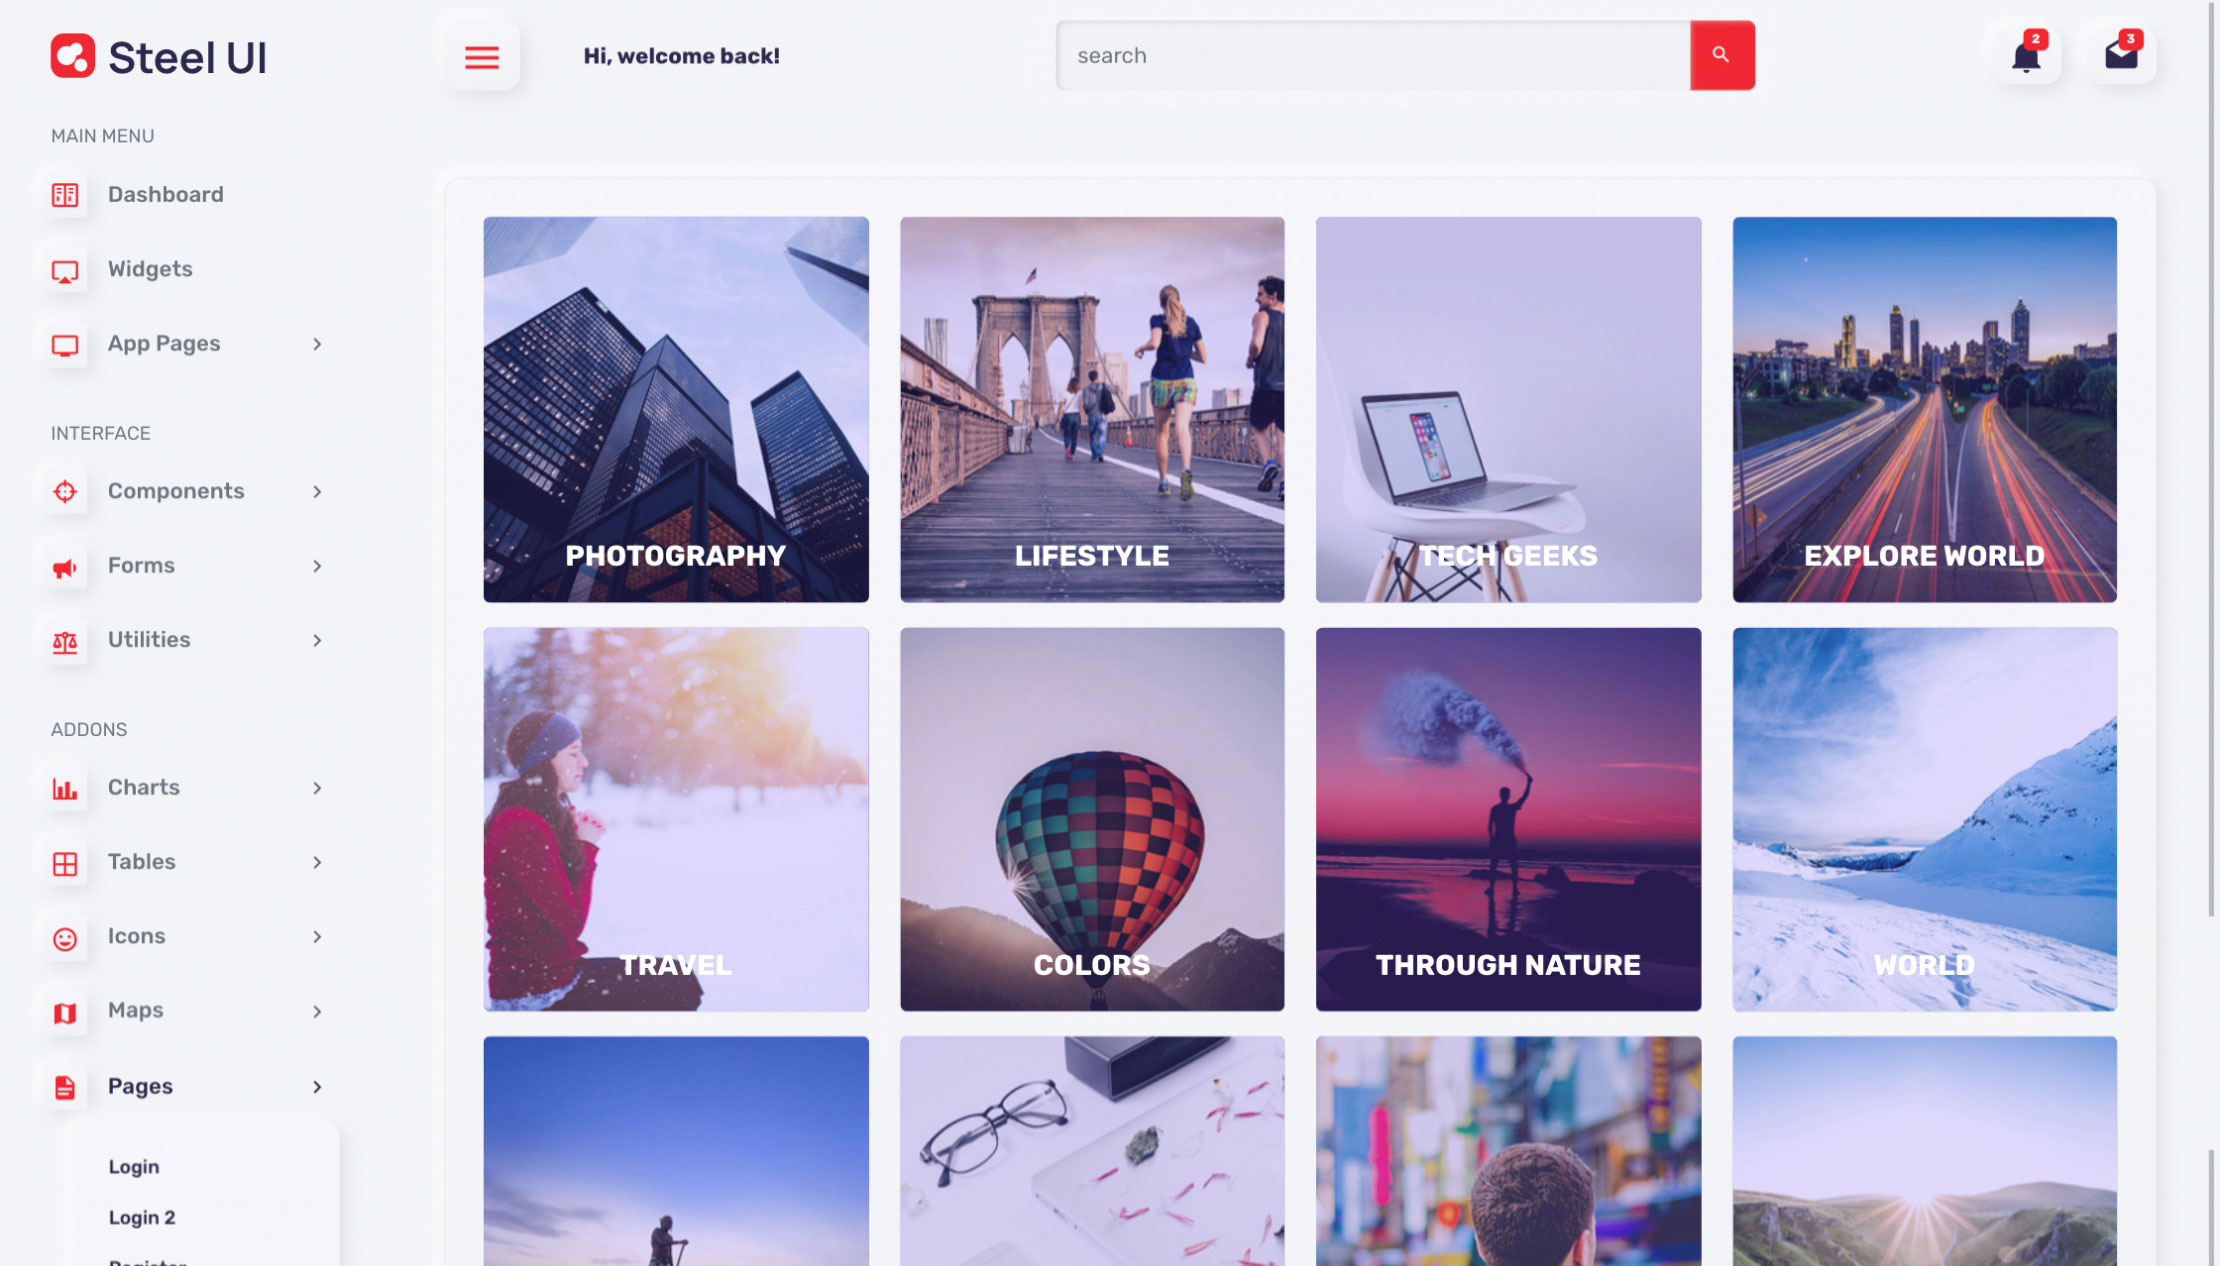 Steel UI
Hi, welcome back!
search
2
3
MAIN MENU
Dashboard
Widgets
App Pages
INTERFACE
Components
Forms
Utilities
ADDONS
Charts
Tables
Icons
Maps
Pages
Login
Login 2
Register
PHOTOGRAPHY
LIFESTYLE
TECH GEEKS
EXPLORE WORLD
TRAVEL
COLORS
THROUGH NATURE
WORLD